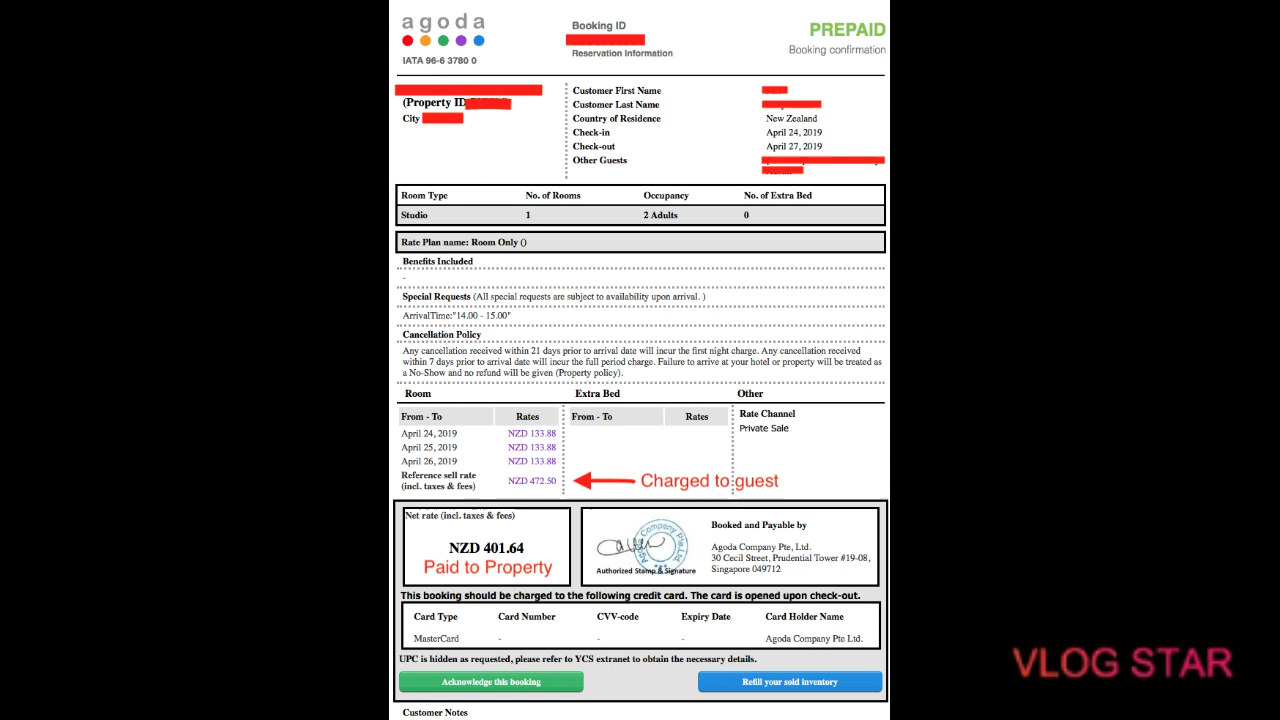 agoda
IATA 96-6 3780 0
Booking ID
Reservation Information
PREPAID
Booking confirmation
(Property ID
City
Customer First Name
Customer Last Name
Country of Residence New Zealand
Check-in April 24, 2019
Check-out April 27, 2019
Other Guests
Room Type No. of Rooms Occupancy No. of Extra Bed
Studio 1 2 Adults 0
Rate Plan name: Room Only ()
Benefits Included
-
Special Requests (All special requests are subject to availability upon arrival. )
ArrivalTime:"14.00 - 15.00"
Cancellation Policy
Any cancellation received within 21 days prior to arrival date will incur the first night charge. Any cancellation received
within 7 days prior to arrival date will incur the full period charge. Failure to arrive at your hotel or property will be treated as
a No-Show and no refund will be given (Property policy).
Room Extra Bed Other
From - To Rates From - To Rates Rate Channel
Private Sale
April 24, 2019 NZD 133.88
April 25, 2019 NZD 133.88
April 26, 2019 NZD 133.88
Reference sell rate
(incl. taxes & fees) NZD 472.50
Charged to guest
Net rate (incl. taxes & fees)
NZD 401.64
Paid to Property
Agoda Company Pte.Ltd.
Authorized Stamp & Signature
Booked and Payable by
Agoda Company Pte, Ltd.
30 Cecil Street, Prudential Tower #19-08,
Singapore 049712
This booking should be charged to the following credit card. The card is opened upon check-out.
Card Type Card Number CVV-code Expiry Date Card Holder Name
MasterCard - - - Agoda Company Pte Ltd.
UPC is hidden as requested, please refer to YCS extranet to obtain the necessary details.
Acknowledge this booking Refill your sold inventory
Customer Notes
VLOG STAR